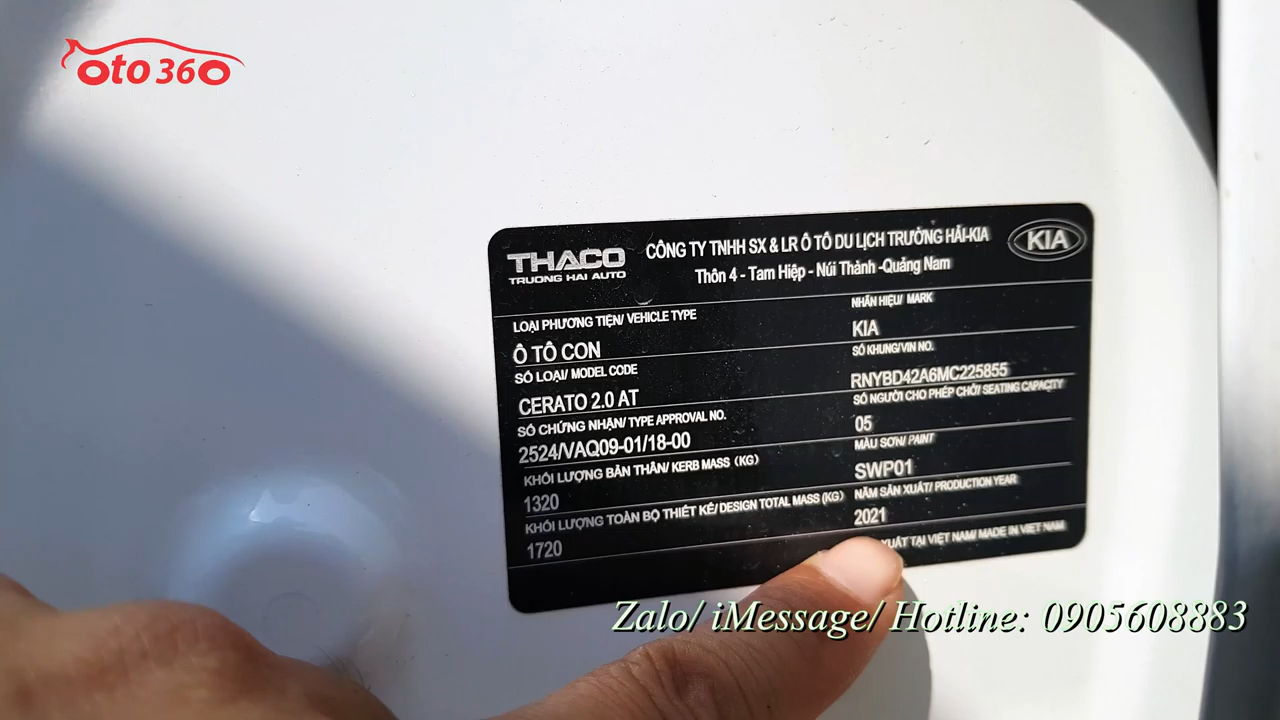 oto 360
THACO
TRUONG HAI AUTO
CÔNG TY TNHH SX & LR Ô TÔ DU LỊCH TRƯỜNG HẢI-KIA
Thôn 4 - Tam Hiệp - Núi Thành -Quảng Nam
KIA
LOẠI PHƯƠNG TIỆN/ VEHICLE TYPE
Ô TÔ CON
SỐ LOẠI/ MODEL CODE
CERATO 2.0 AT
SỐ CHỨNG NHẬN/ TYPE APPROVAL NO.
2524/VAQ09-01/18-00
KHỐI LƯỢNG BẢN THÂN/ KERB MASS (KG)
1320
KHỐI LƯỢNG TOÀN BỘ THIẾT KẾ/ DESIGN TOTAL MASS (KG)
1720
NHÃN HIỆU/ MARK
KIA
SỐ KHUNG/VIN NO.
RNYBD42A6MC225855
SỐ NGƯỜI CHO PHÉP CHỞ/ SEATING CAPACITY
05
MÀU SƠN/ PAINT
SWP01
NĂM SẢN XUẤT/ PRODUCTION YEAR
2021
XUẤT TẠI VIỆT NAM/ MADE IN VIET NAM
Zalo/ iMessage/ Hotline: 0905608883